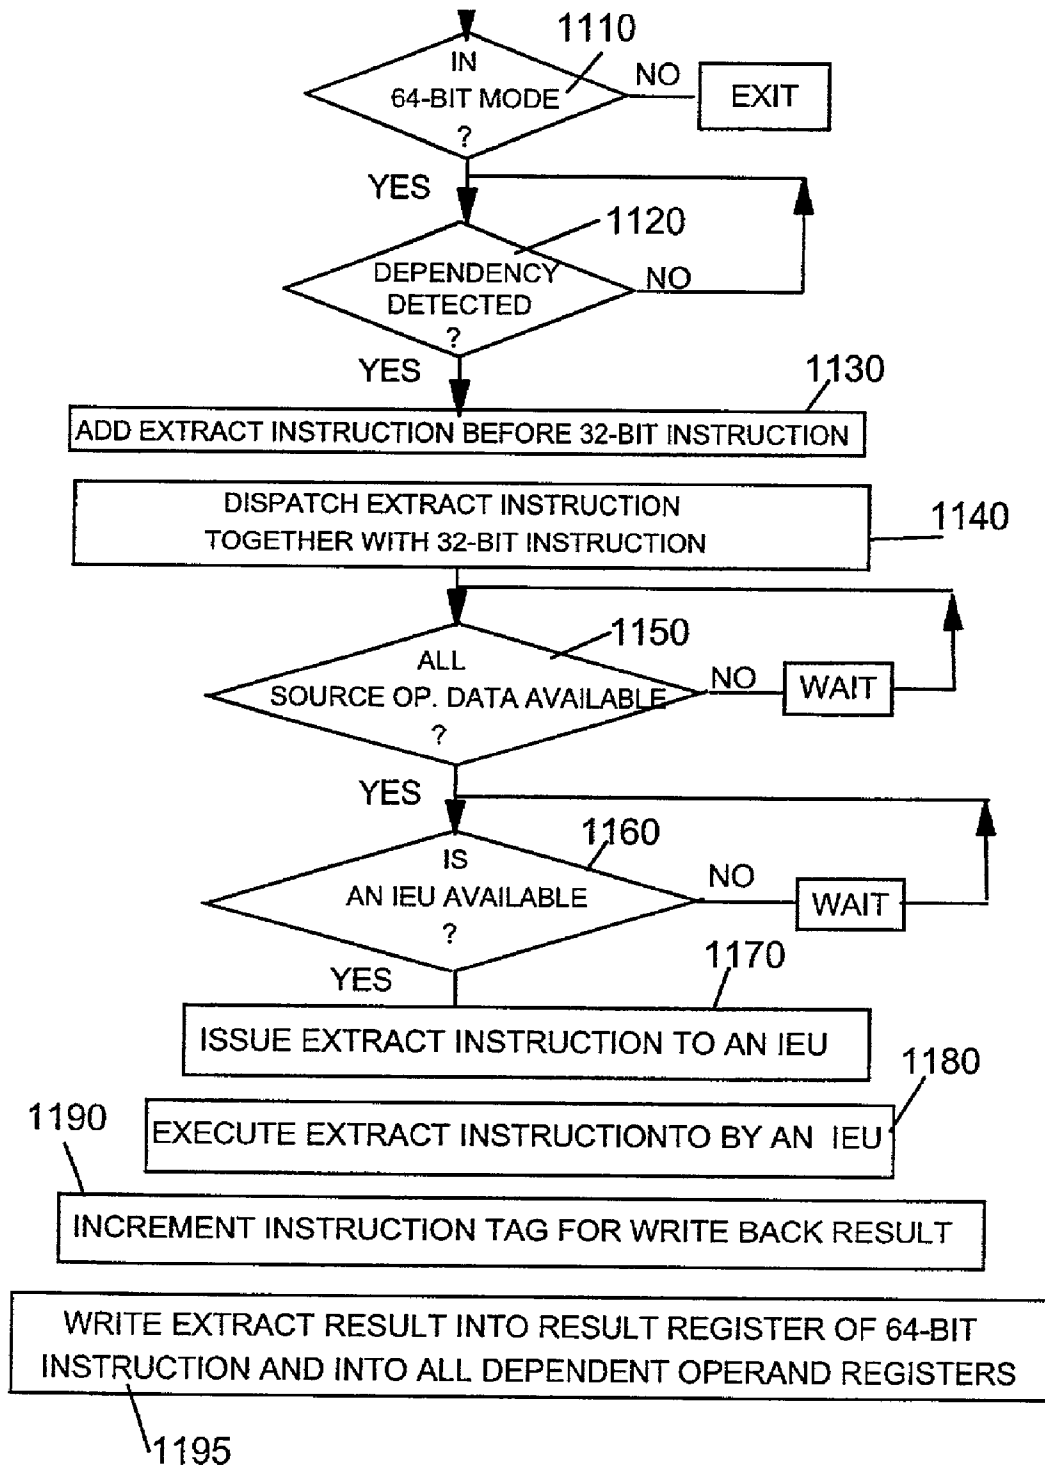 1110
IN
64-BIT MODE
?
NO
EXIT
YES
1120
DEPENDENCY
DETECTED
?
NO
YES
1130
ADD EXTRACT INSTRUCTION BEFORE 32-BIT INSTRUCTION
DISPATCH EXTRACT INSTRUCTION
TOGETHER WITH 32-BIT INSTRUCTION
1140
1150
ALL
SOURCE OP. DATA AVAILABLE
?
NO
WAIT
YES
1160
IS
AN IEU AVAILABLE
?
NO
WAIT
YES
1170
ISSUE EXTRACT INSTRUCTION TO AN IEU
1180
EXECUTE EXTRACT INSTRUCTIONTO BY AN IEU
1190
INCREMENT INSTRUCTION TAG FOR WRITE BACK RESULT
WRITE EXTRACT RESULT INTO RESULT REGISTER OF 64-BIT
INSTRUCTION AND INTO ALL DEPENDENT OPERAND REGISTERS
1195